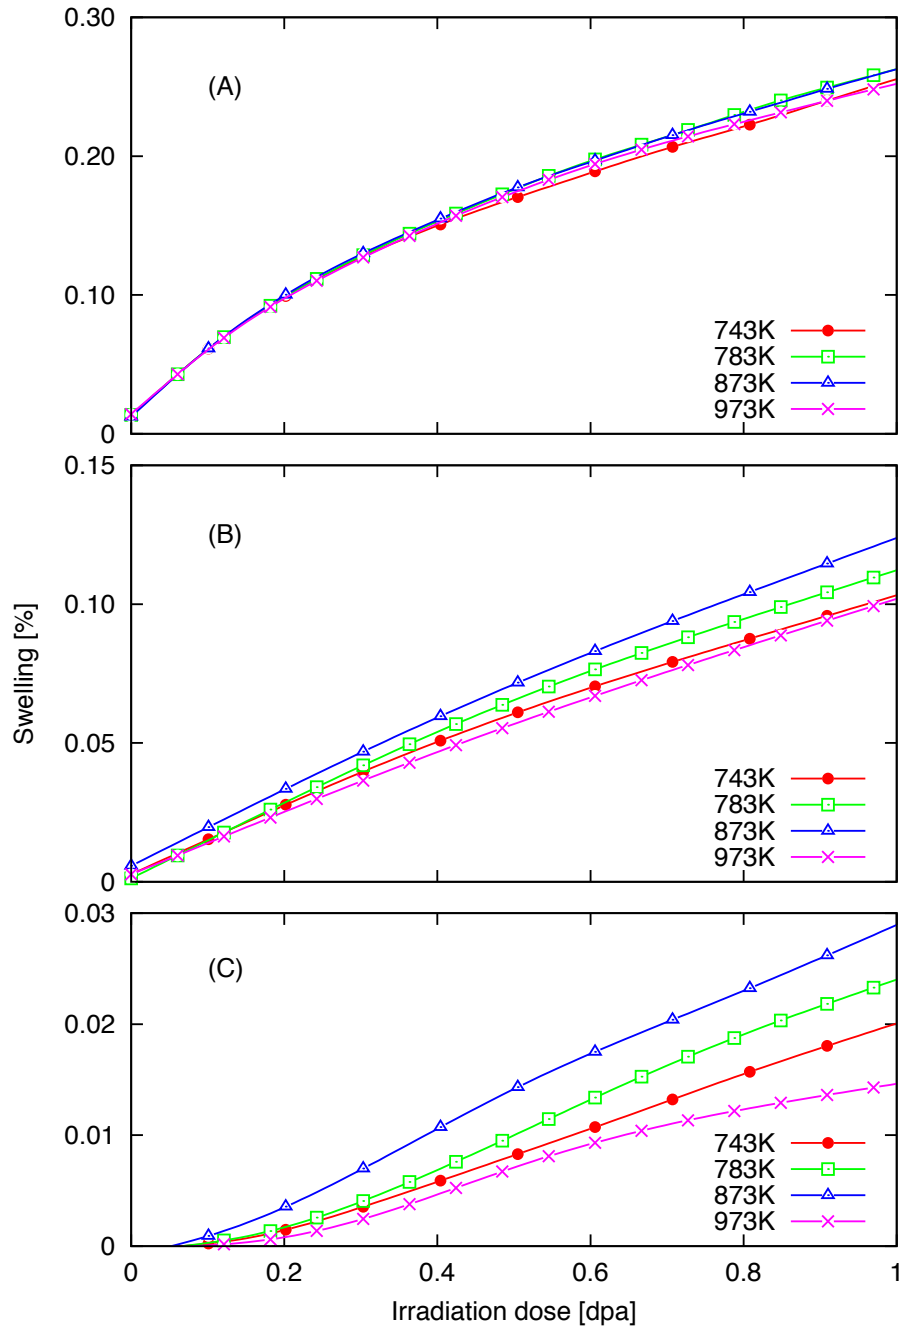 0.30
(A)
0.20
0.10
743K
783K
873K
973K
0
0.15
(B)
0.10
Swelling [%]
0.05
743K
783K
873K
973K
0
0.03
(C)
0.02
0.01
743K
783K
873K
973K
0
0 0.2 0.4 0.6 0.8 1
Irradiation dose [dpa]